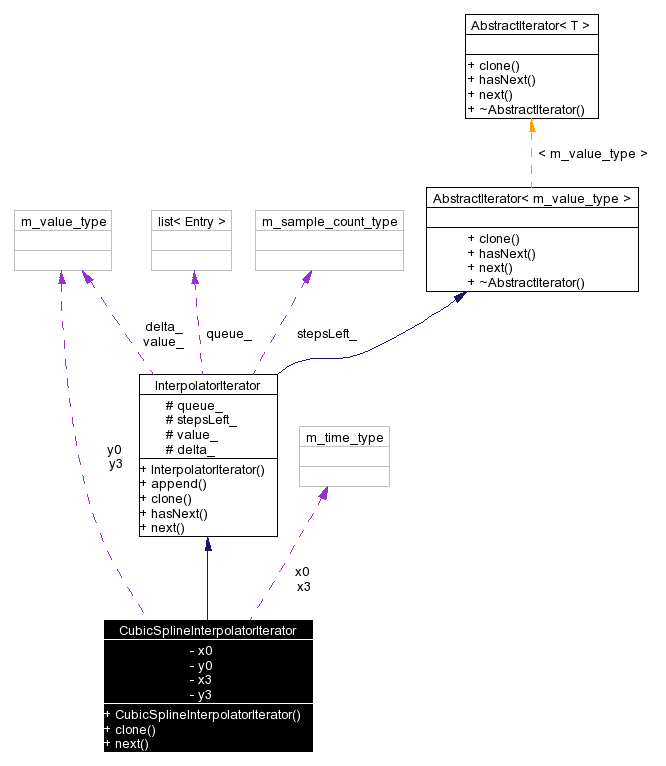 AbstractIterator< T >
+ clone()
+ hasNext()
+ next()
+ ~AbstractIterator()
< m_value_type >
AbstractIterator< m_value_type >
+ clone()
+ hasNext()
+ next()
+ ~AbstractIterator()
m_value_type
list< Entry >
m_sample_count_type
delta_
value_
queue_
stepsLeft_
InterpolatorIterator
# queue_
# stepsLeft_
# value_
# delta_
+ InterpolatorIterator()
+ append()
+ clone()
+ hasNext()
+ next()
m_time_type
y0
y3
x0
x3
CubicSplineInterpolatorIterator
- x0
- y0
- x3
- y3
+ CubicSplineInterpolatorIterator()
+ clone()
+ next()